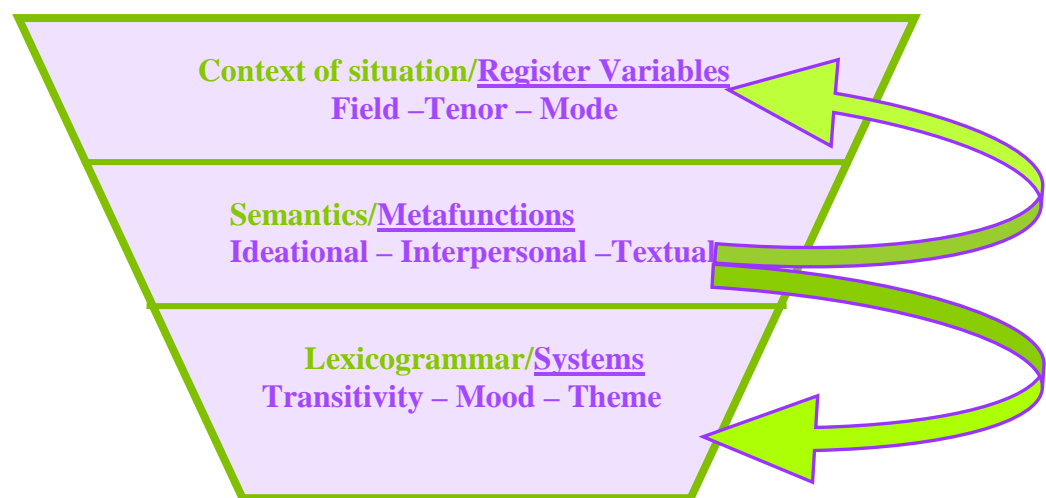 Context of situation/Register Variables
Field –Tenor – Mode
Semantics/Metafunctions
Ideational – Interpersonal –Textual
Lexicogrammar/Systems
Transitivity – Mood – Theme